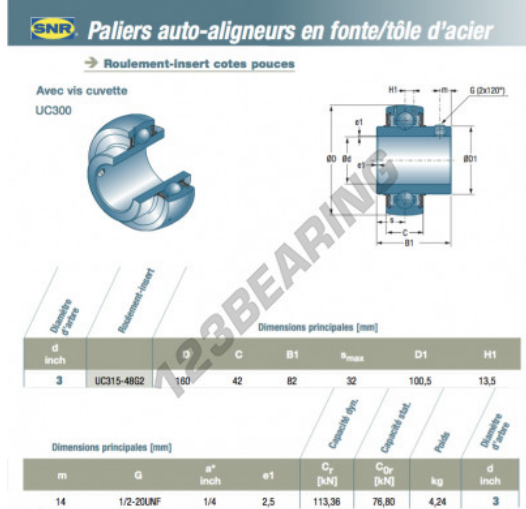 SNR Paliers auto-aligneurs en fonte/tôle d'acier
Roulement-insert cotes pouces
Avec vis cuvette
UC300
H1 m G (2x120°)
e1
ØD Ød ØD1
e1
s
C
B1
123BEARING
Diamètre d'arbre
Roulement-insert
Dimensions principales [mm]
d inch D C B1 smax D1 H1
3 UC315-48G2 160 42 82 32 100,5 13,5
Capacité dyn.
Capacité stat.
Poids
Diamètre d'arbre
Dimensions principales [mm]
m G a* inch e1 Cr [kN] C0r [kN] kg d inch
14 1/2-20UNF 1/4 2,5 113,36 76,80 4,24 3